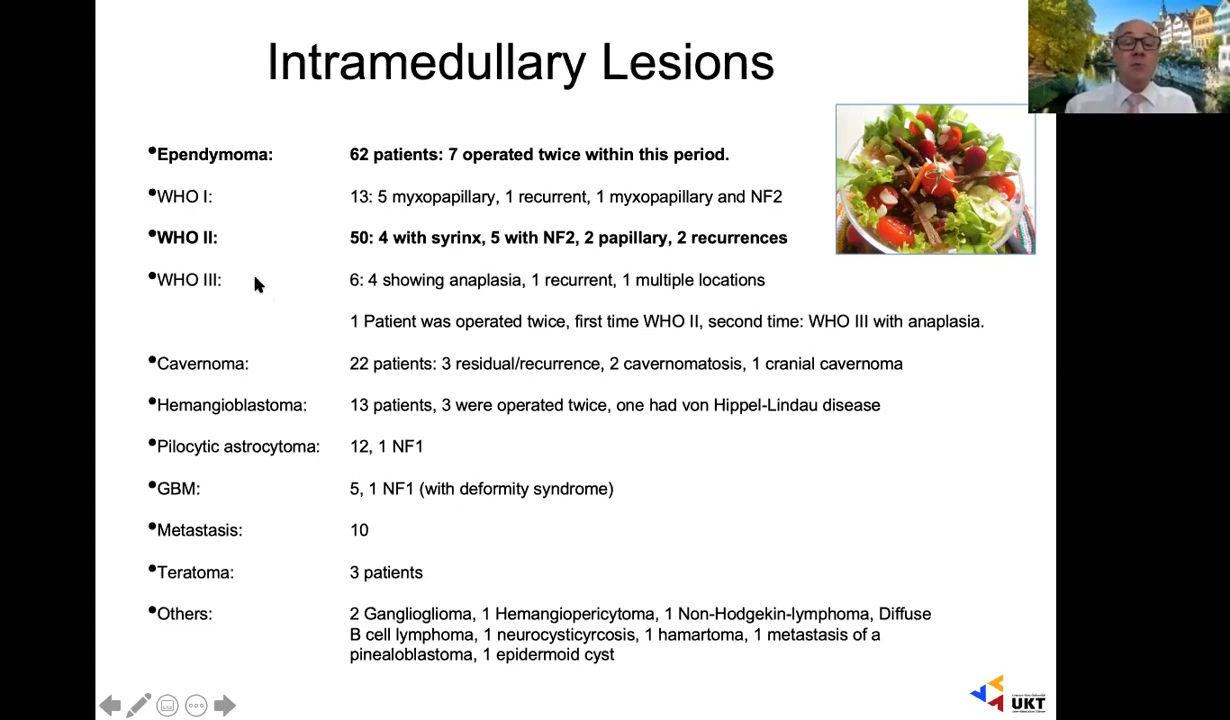 Intramedullary Lesions
•Ependymoma: 62 patients: 7 operated twice within this period.
•WHO I: 13: 5 myxopapillary, 1 recurrent, 1 myxopapillary and NF2
•WHO II: 50: 4 with syrinx, 5 with NF2, 2 papillary, 2 recurrences
•WHO III: 6: 4 showing anaplasia, 1 recurrent, 1 multiple locations
1 Patient was operated twice, first time WHO II, second time: WHO III with anaplasia.
•Cavernoma: 22 patients: 3 residual/recurrence, 2 cavernomatosis, 1 cranial cavernoma
•Hemangioblastoma: 13 patients, 3 were operated twice, one had von Hippel-Lindau disease
•Pilocytic astrocytoma: 12, 1 NF1
•GBM: 5, 1 NF1 (with deformity syndrome)
•Metastasis: 10
•Teratoma: 3 patients
•Others: 2 Ganglioglioma, 1 Hemangiopericytoma, 1 Non-Hodgekin-lymphoma, Diffuse
B cell lymphoma, 1 neurocysticyrcosis, 1 hamartoma, 1 metastasis of a
pinealoblastoma, 1 epidermoid cyst
UKT